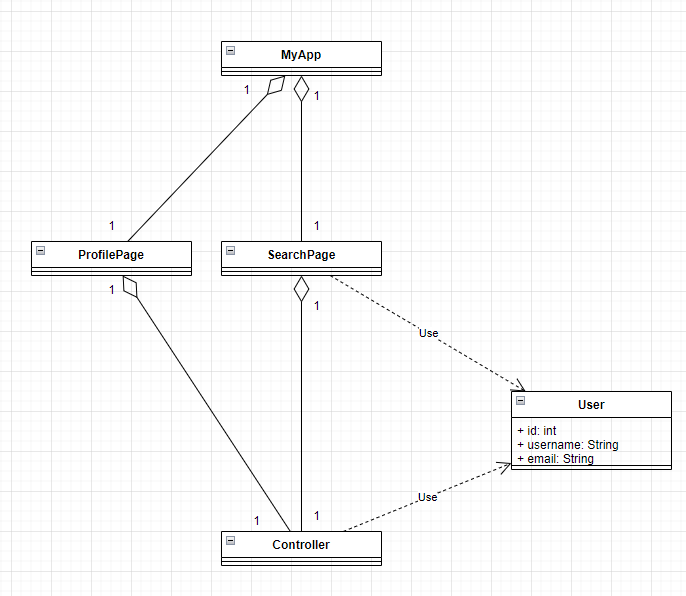 MyApp
1
1
1
1
ProfilePage
SearchPage
1
1
Use
User
+ id: int
+ username: String
+ email: String
Use
1
1
Controller